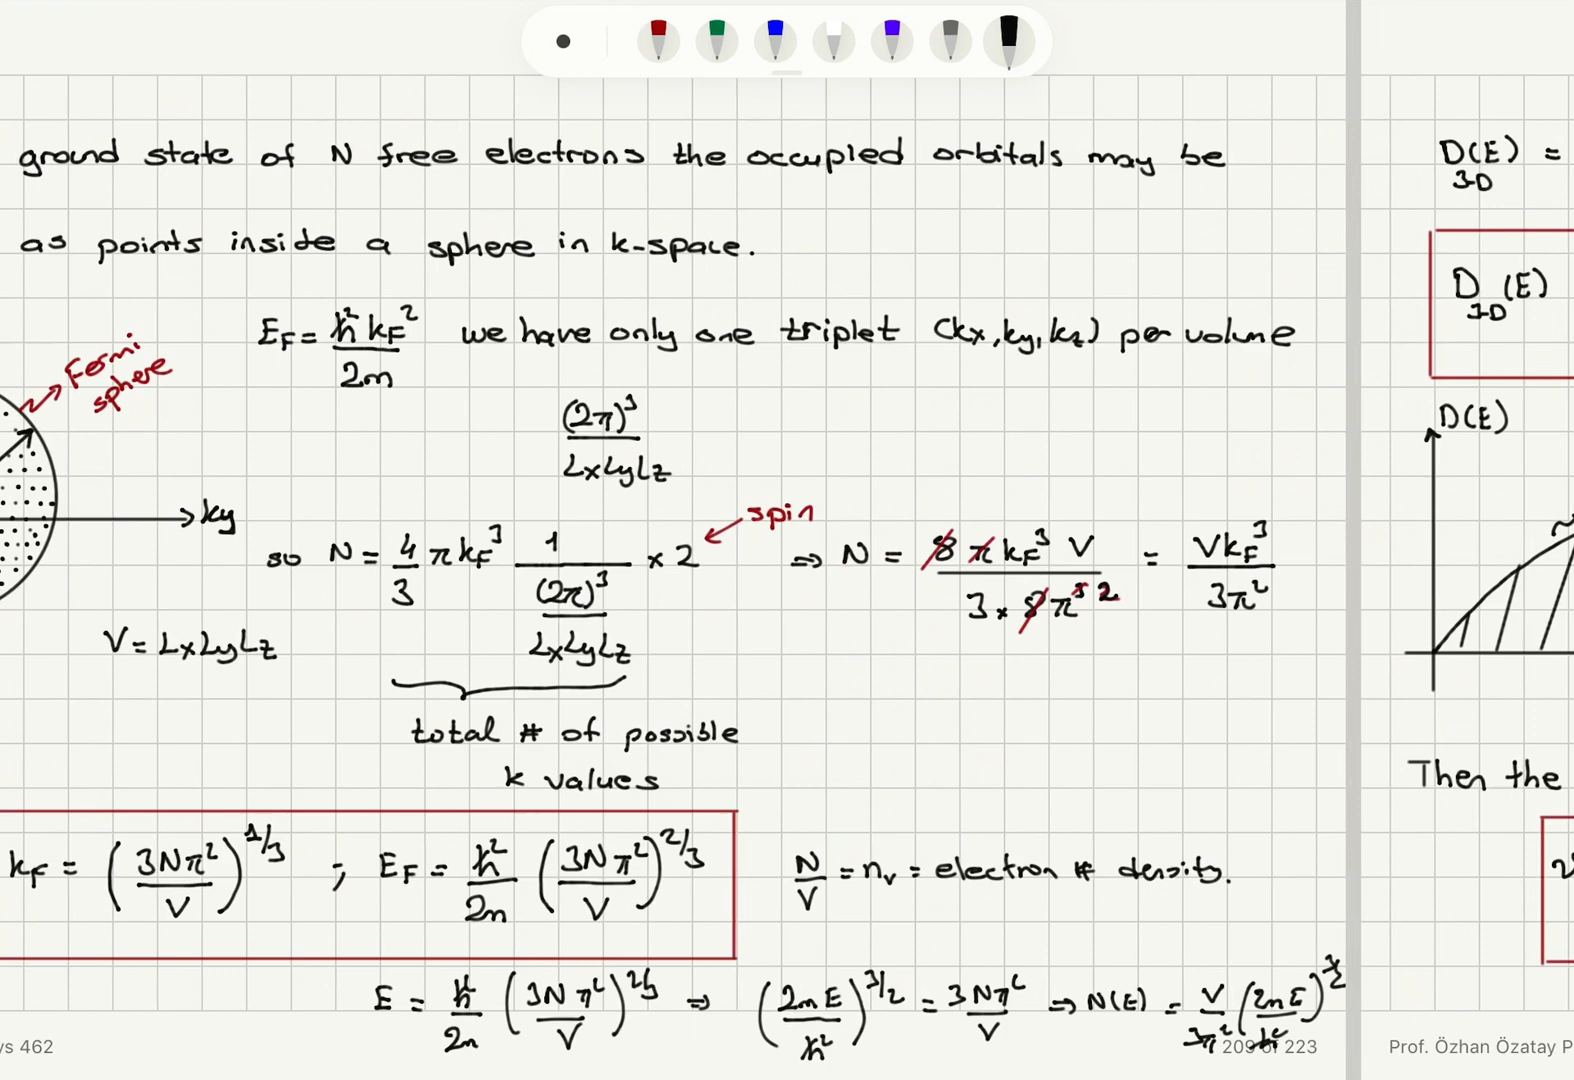 ground state of N free electrons the occupied orbitals may be
as points inside a sphere in k-space.
E_F = ħ² k_F² / 2m we have only one triplet (kx, ky, kz) per volume
Fermi
sphere
(2π)³ / LxLyLz
ky
spin
so N = 4/3 π k_F³ 1 / ((2π)³ / LxLyLz) × 2 ⇒ N = 8 π k_F³ V / 3 × 8 π³ 2 = V k_F³ / 3π²
V = LxLyLz
total # of possible
k values
k_F = (3Nπ² / V)^1/3 ; E_F = ħ² / 2m (3Nπ² / V)^2/3
N / V = n_v = electron # density.
E = ħ / 2m (3Nπ² / V)^2/3 ⇒ (2mE / ħ²)^3/2 = 3Nπ² / V ⇒ N(E) = V / 3π² (2mE / ħ²)^3/2
ys 462
209 of 223
D(E) =
3-D
D (E)
3D
D(E)
Then the
Prof. Özhan Özatay P